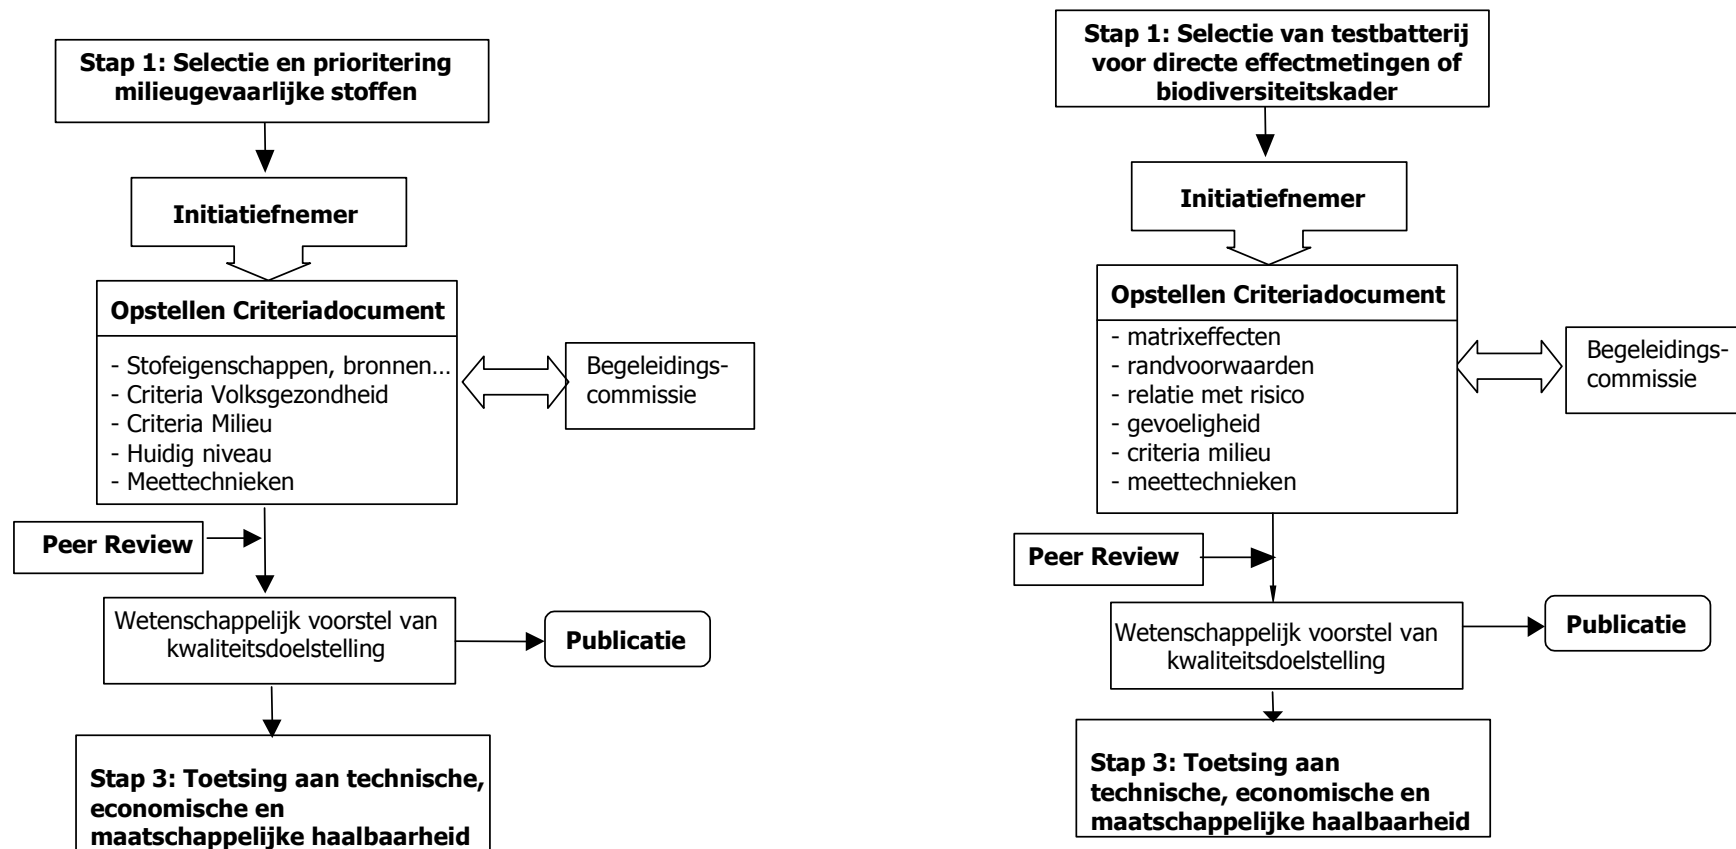 Stap 1: Selectie en prioritering
milieugevaarlijke stoffen
Initiatiefnemer
Opstellen Criteriadocument
- Stofeigenschappen, bronnen…
- Criteria Volksgezondheid
- Criteria Milieu
- Huidig niveau
- Meettechnieken
Begeleidings-
commissie
Peer Review
Wetenschappelijk voorstel van
kwaliteitsdoelstelling
Publicatie
Stap 3: Toetsing aan technische,
economische en
maatschappelijke haalbaarheid
Stap 1: Selectie van testbatterij
voor directe effectmetingen of
biodiversiteitskader
Initiatiefnemer
Opstellen Criteriadocument
- matrixeffecten
- randvoorwaarden
- relatie met risico
- gevoeligheid
- criteria milieu
- meettechnieken
Begeleidings-
commissie
Peer Review
Wetenschappelijk voorstel van
kwaliteitsdoelstelling
Publicatie
Stap 3: Toetsing aan
technische, economische en
maatschappelijke haalbaarheid